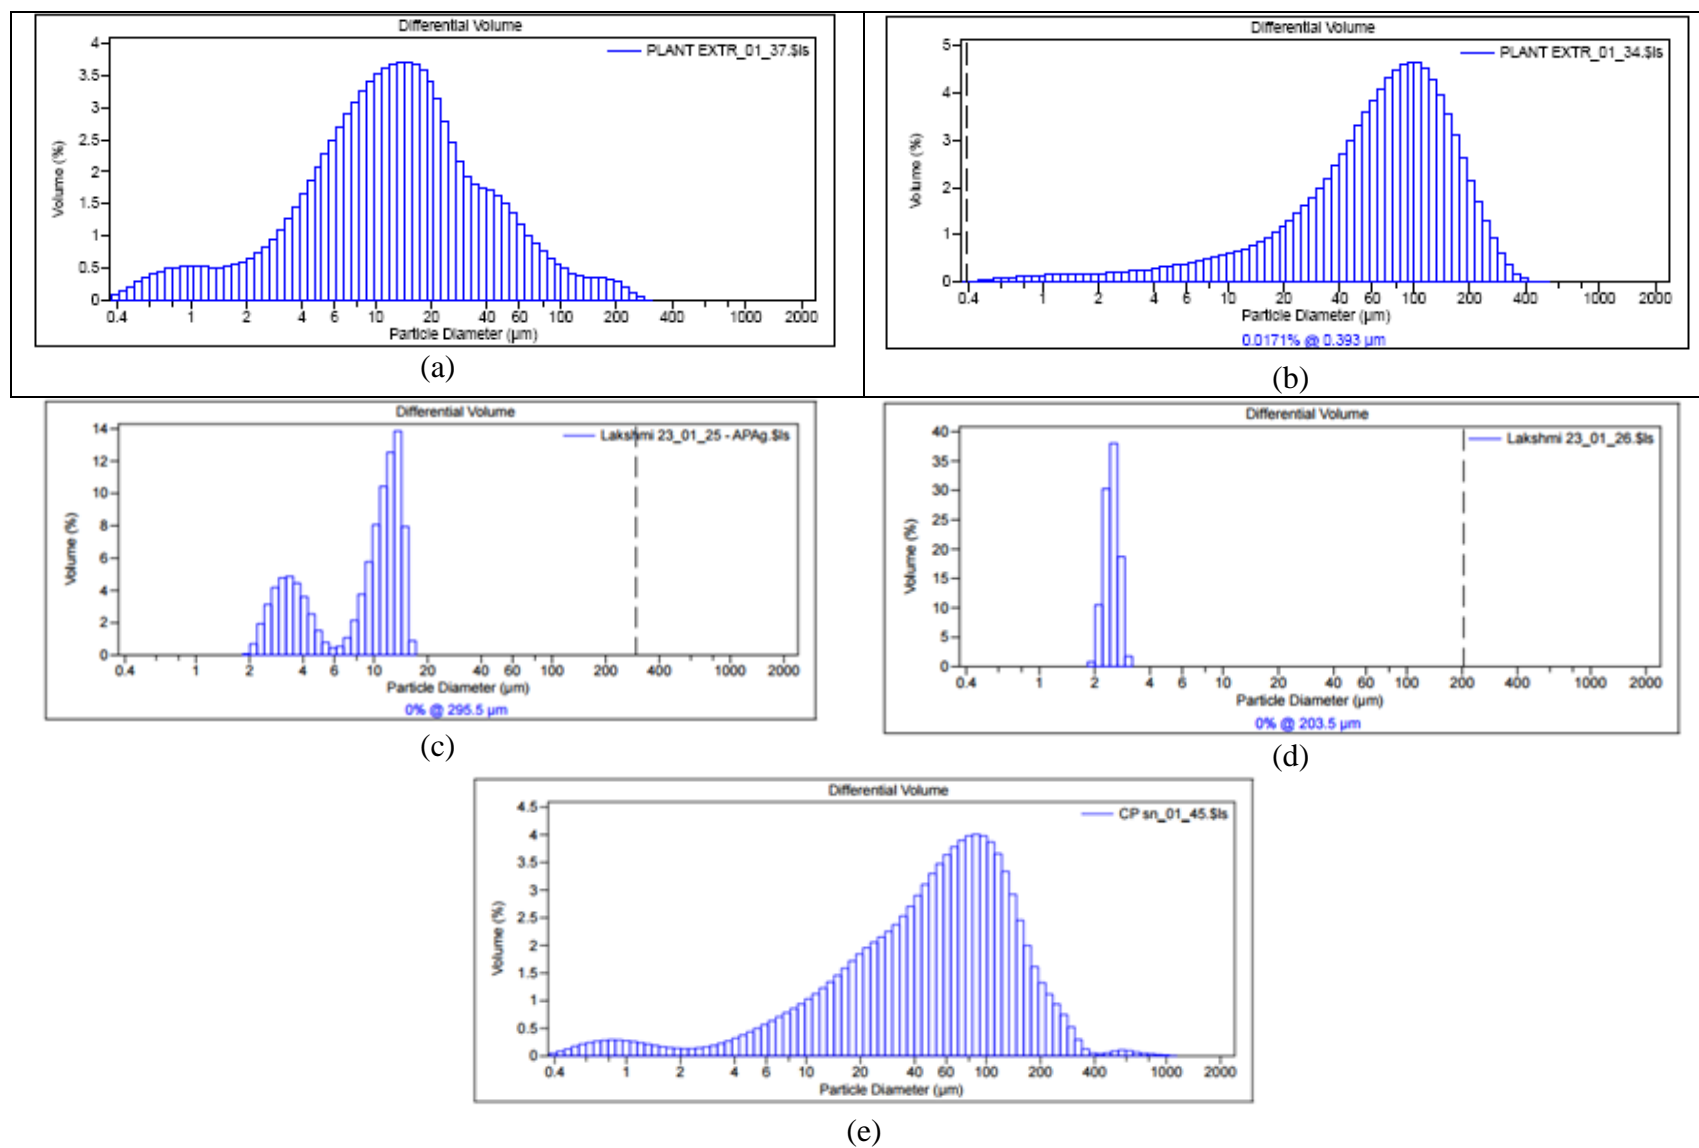 Differential Volume
PLANT EXTR_01_37.$ls
Volume (%)
4
3.5
3
2.5
2
1.5
1
0.5
0
0.4 1 2 4 6 10 20 40 60 100 200 400 1000 2000
Particle Diameter (µm)
(a)
Differential Volume
PLANT EXTR_01_34.$ls
Volume (%)
5
4
3
2
1
0
0.4 1 2 4 6 10 20 40 60 100 200 400 1000 2000
Particle Diameter (µm)
0.0171% @ 0.393 µm
(b)
Differential Volume
Lakshmi 23_01_25 - APAg.$ls
Volume (%)
14
12
10
8
6
4
2
0
0.4 1 2 4 6 10 20 40 60 100 200 400 1000 2000
Particle Diameter (µm)
0% @ 295.5 µm
(c)
Differential Volume
Lakshmi 23_01_26.$ls
Volume (%)
40
35
30
25
20
15
10
5
0
0.4 1 2 4 6 10 20 40 60 100 200 400 1000 2000
Particle Diameter (µm)
0% @ 203.5 µm
(d)
Differential Volume
CP sn_01_45.$ls
Volume (%)
4.5
4
3.5
3
2.5
2
1.5
1
0.5
0
0.4 1 2 4 6 10 20 40 60 100 200 400 1000 2000
Particle Diameter (µm)
(e)